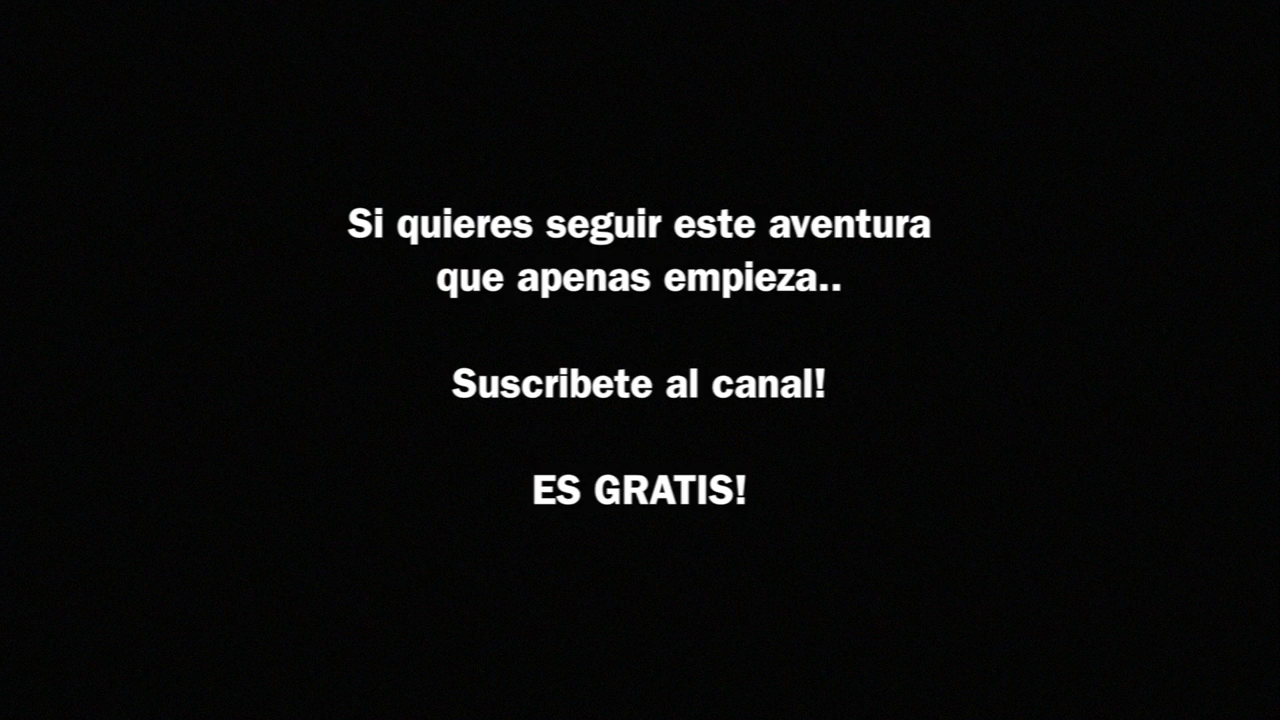 Si quieres seguir este aventura
que apenas empieza..
Suscribete al canal!
ES GRATIS!